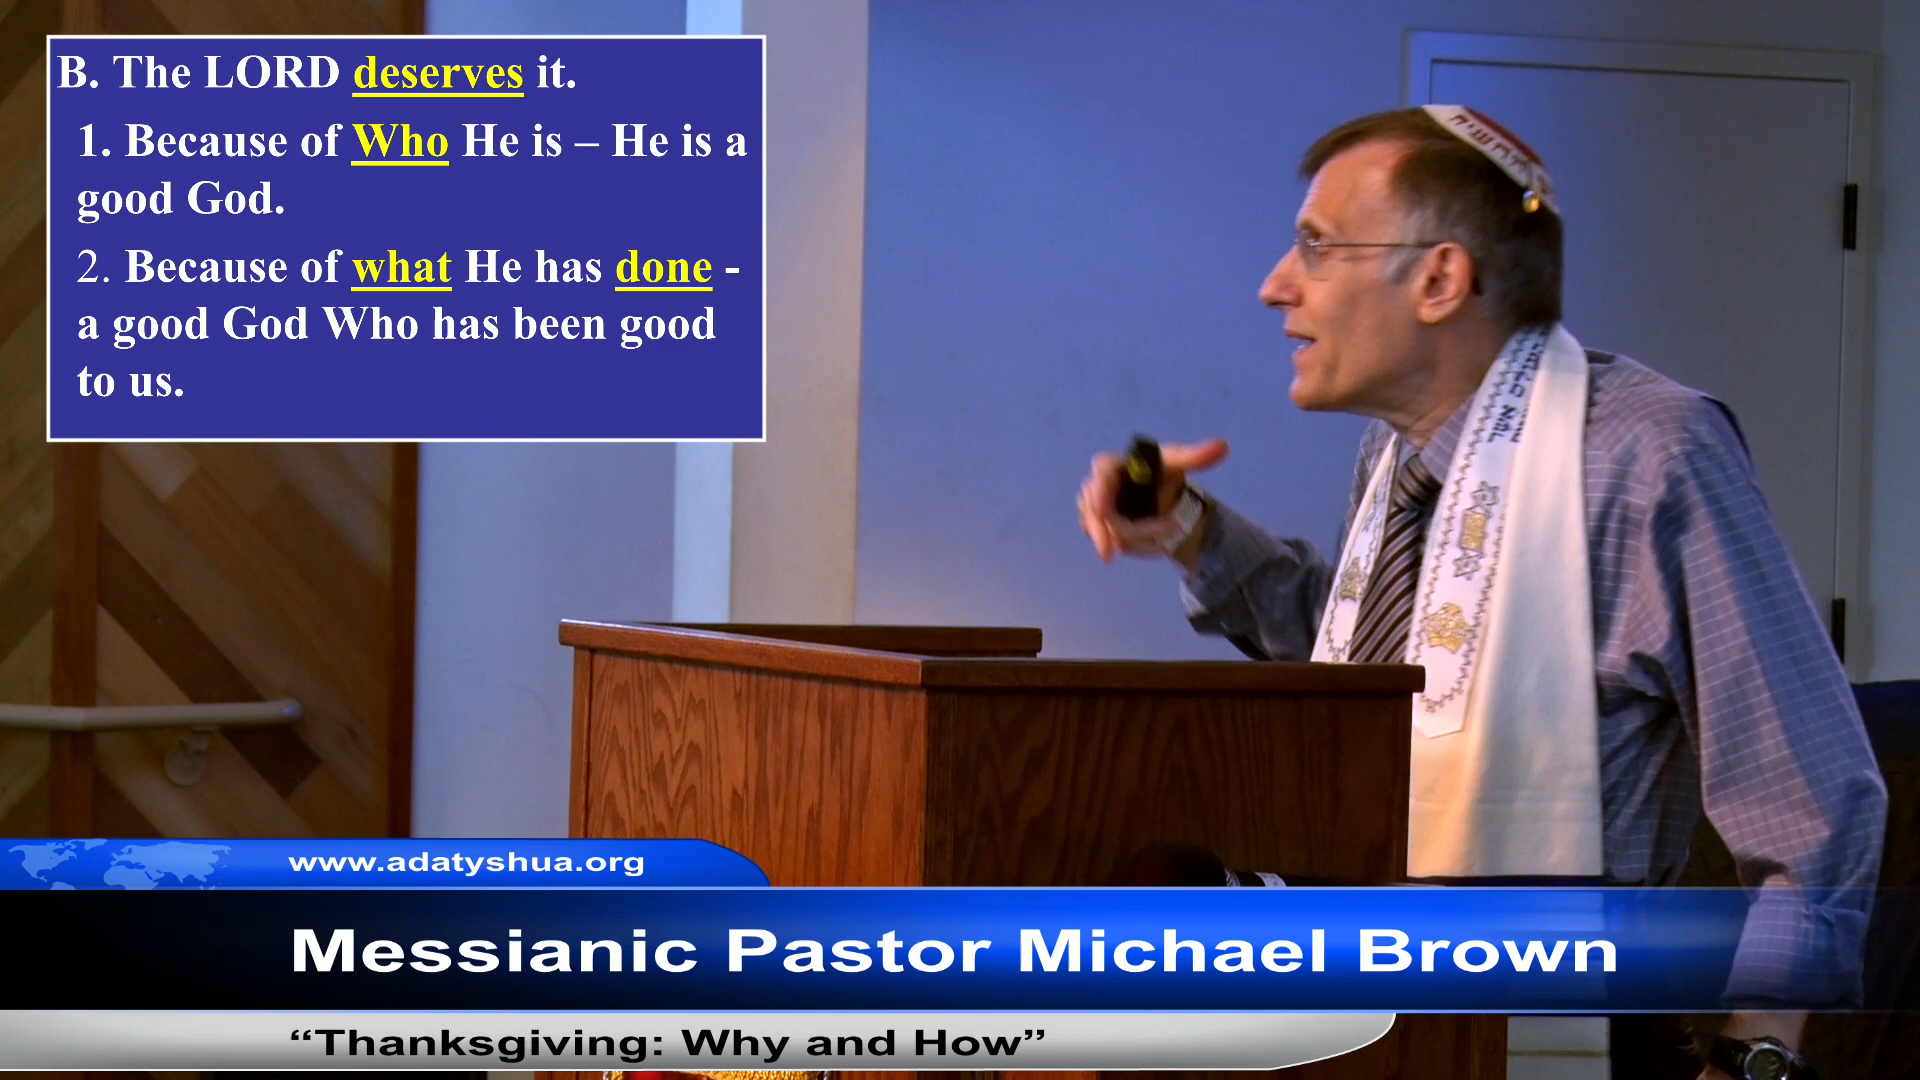 B. The LORD deserves it.
1. Because of Who He is – He is a
good God.
2. Because of what He has done -
a good God Who has been good
to us.
www.adatyshua.org
Messianic Pastor Michael Brown
“Thanksgiving: Why and How”